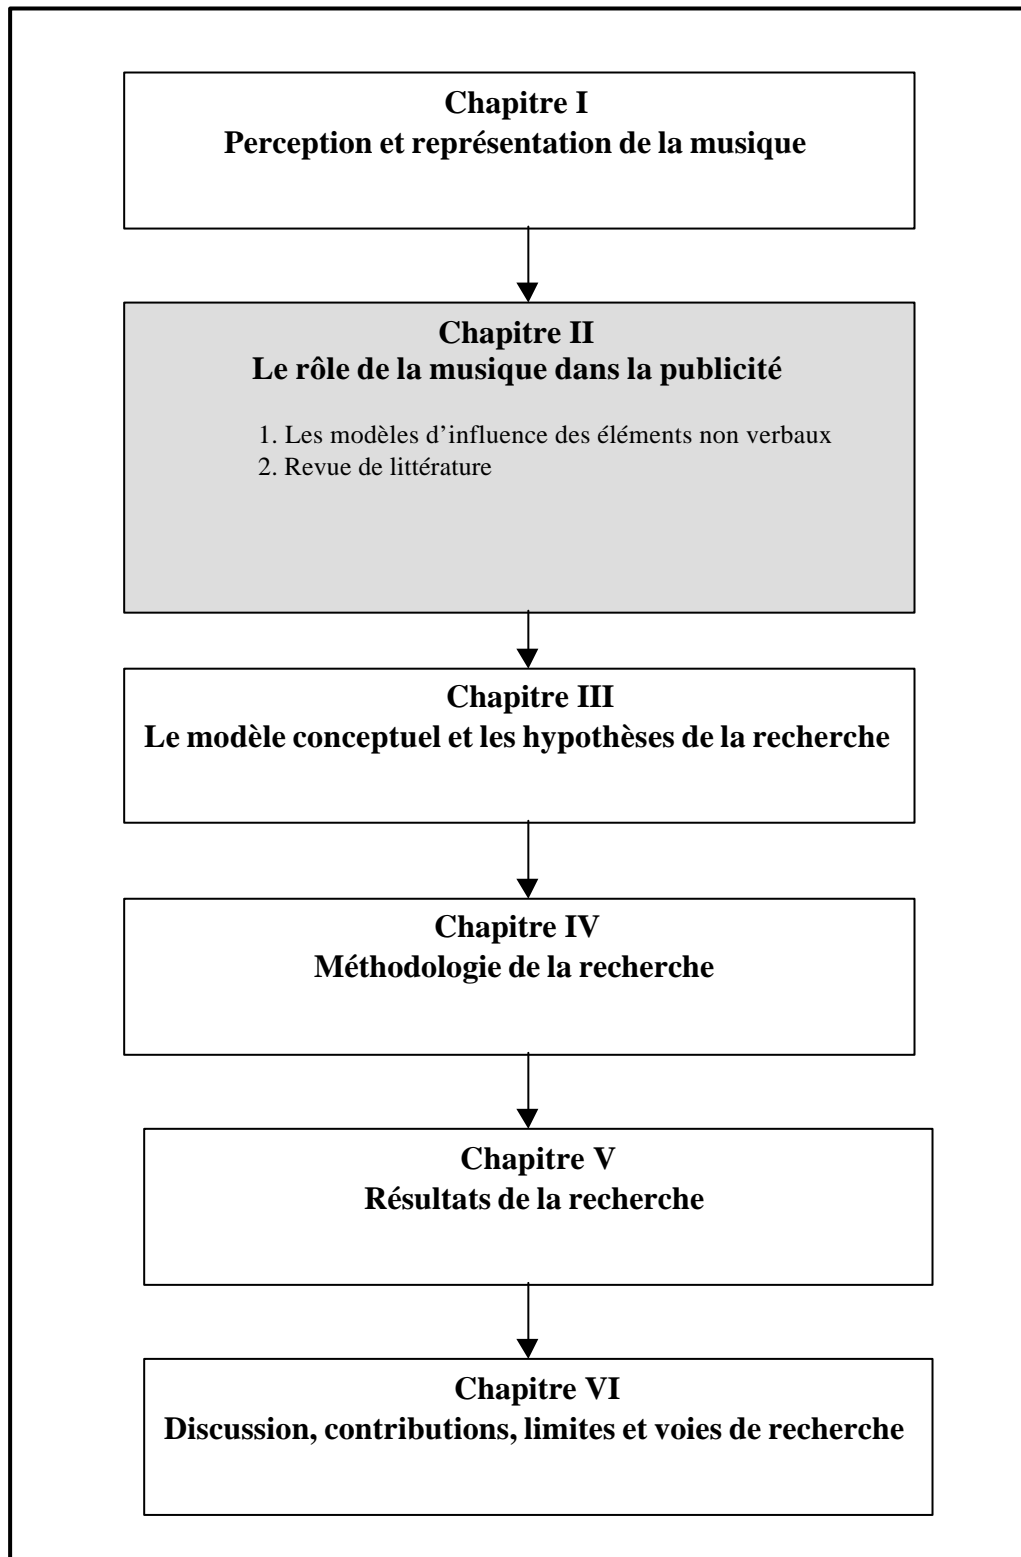 Chapitre I
Perception et représentation de la musique
Chapitre II
Le rôle de la musique dans la publicité
1. Les modèles d’influence des éléments non verbaux
2. Revue de littérature
Chapitre III
Le modèle conceptuel et les hypothèses de la recherche
Chapitre IV
Méthodologie de la recherche
Chapitre V
Résultats de la recherche
Chapitre VI
Discussion, contributions, limites et voies de recherche